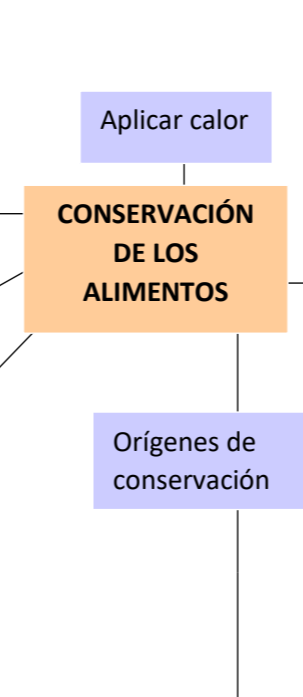 Aplicar calor
CONSERVACIÓN
DE LOS
ALIMENTOS
Orígenes de
conservación